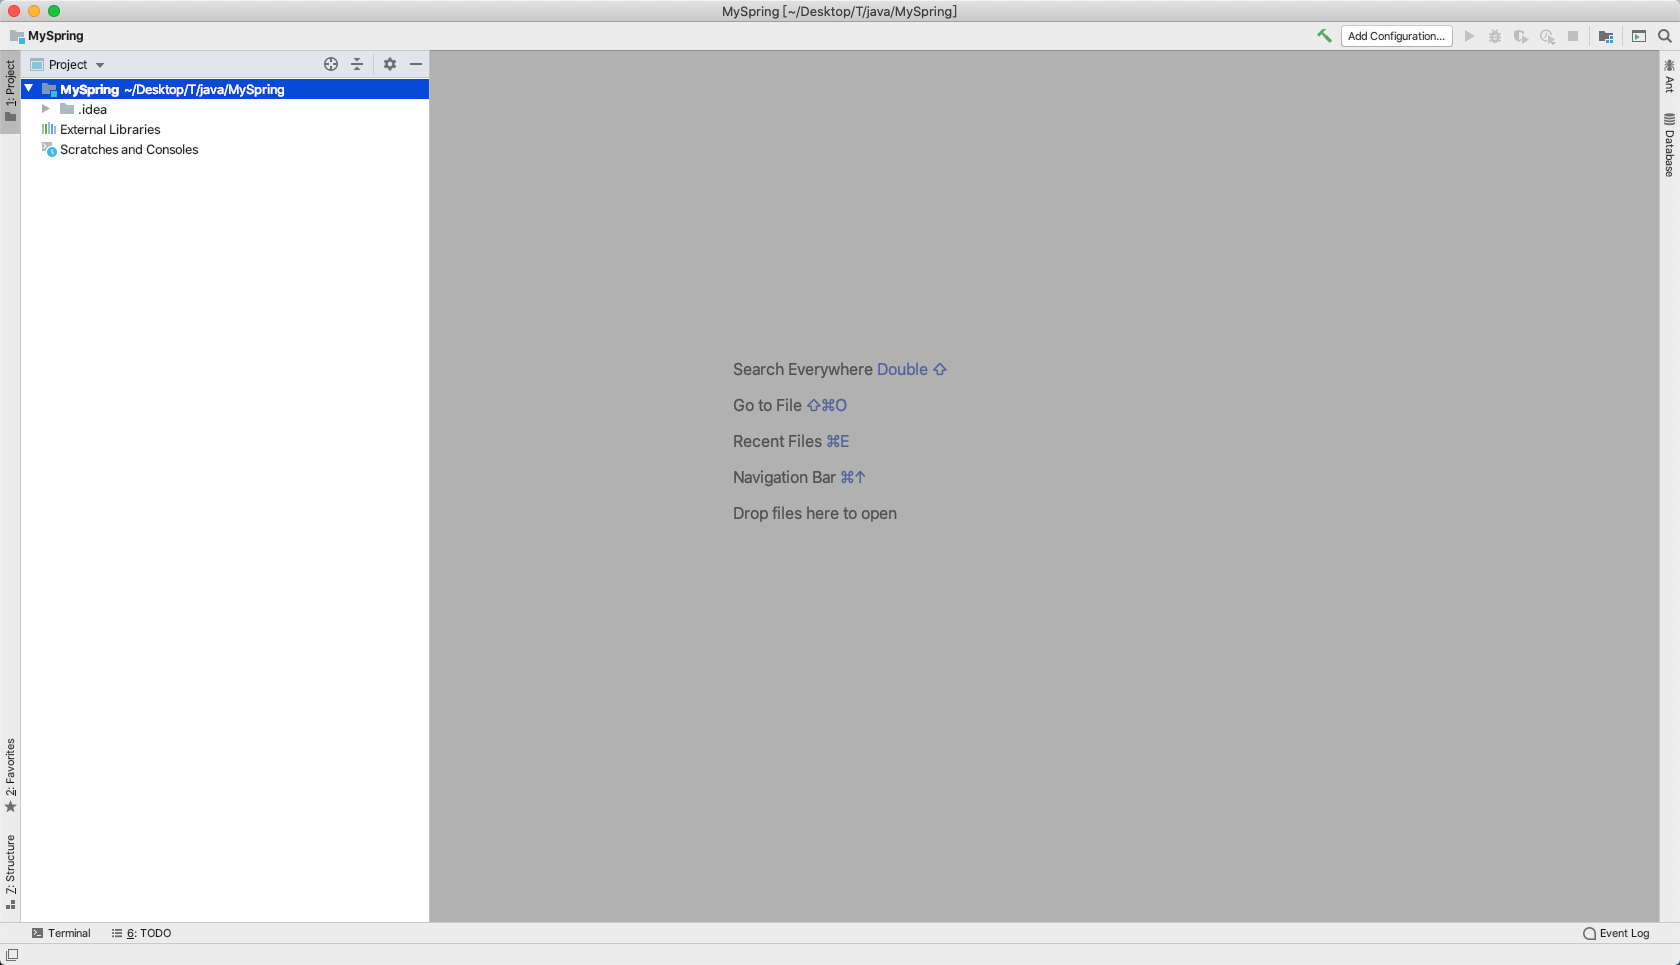 MySpring [~/Desktop/T/java/MySpring]
MySpring
Add Configuration...
1: Project
Project
MySpring ~/Desktop/T/java/MySpring
.idea
External Libraries
Scratches and Consoles
Search Everywhere Double ⇧
Go to File ⇧⌘O
Recent Files ⌘E
Navigation Bar ⌘↑
Drop files here to open
Ant
Database
2: Favorites
Z: Structure
Terminal
6: TODO
Event Log